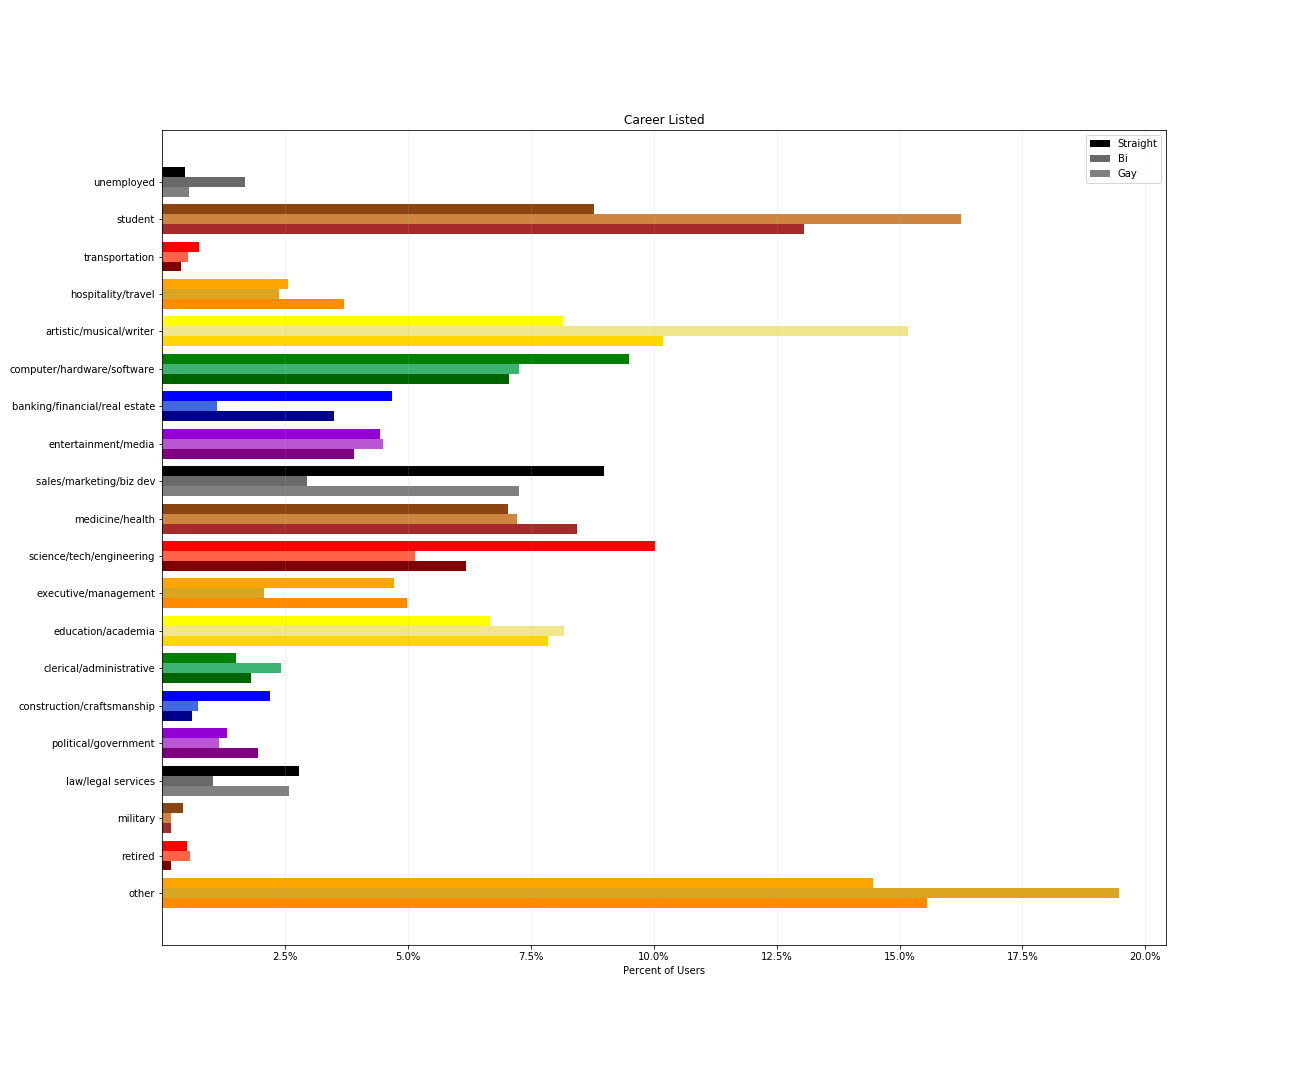 Career Listed
Straight
Bi
Gay
unemployed
student
transportation
hospitality/travel
artistic/musical/writer
computer/hardware/software
banking/financial/real estate
entertainment/media
sales/marketing/biz dev
medicine/health
science/tech/engineering
executive/management
education/academia
clerical/administrative
construction/craftsmanship
political/government
law/legal services
military
retired
other
2.5% 5.0% 7.5% 10.0% 12.5% 15.0% 17.5% 20.0%
Percent of Users